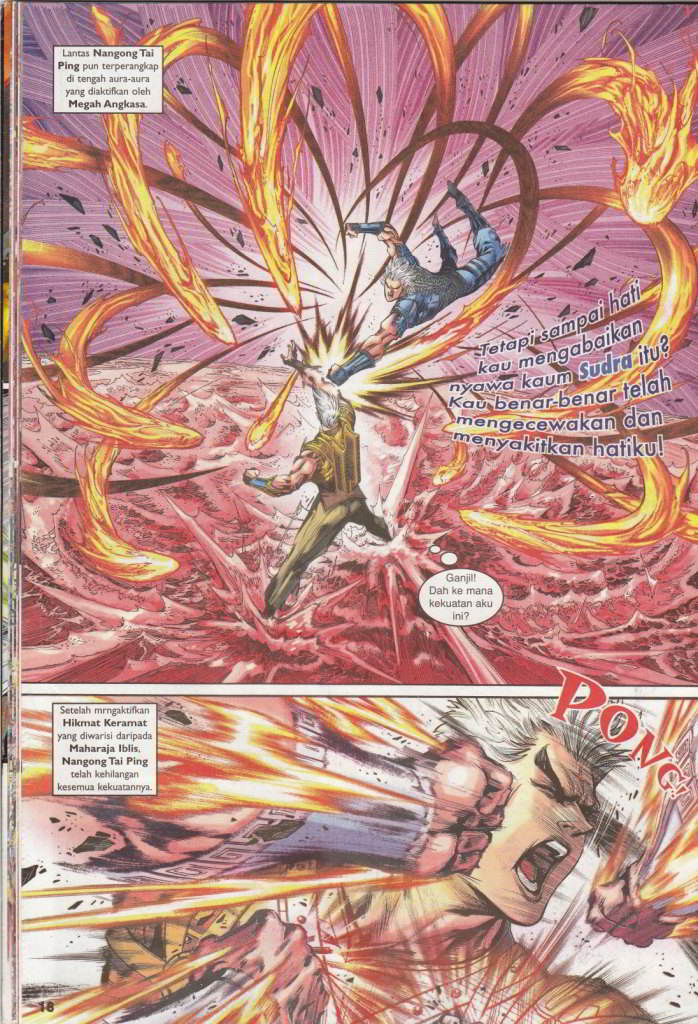 Lantas Nangong Tai
Ping pun terperangkap
di tengah aura-aura
yang diaktifkan oleh
Megah Angkasa.
Tetapi sampai hati
kau mengabaikan
nyawa kaum Sudra itu?
Kau benar-benar telah
mengecewakan dan
menyakitkan hatiku!
Ganjil!
Dah ke mana
kekuatan aku
ini?
Setelah mrngaktifkan
Hikmat Keramat
yang diwarisi daripada
Maharaja Iblis,
Nangong Tai Ping
telah kehilangan
kesemua kekuatannya.
PONG!
18